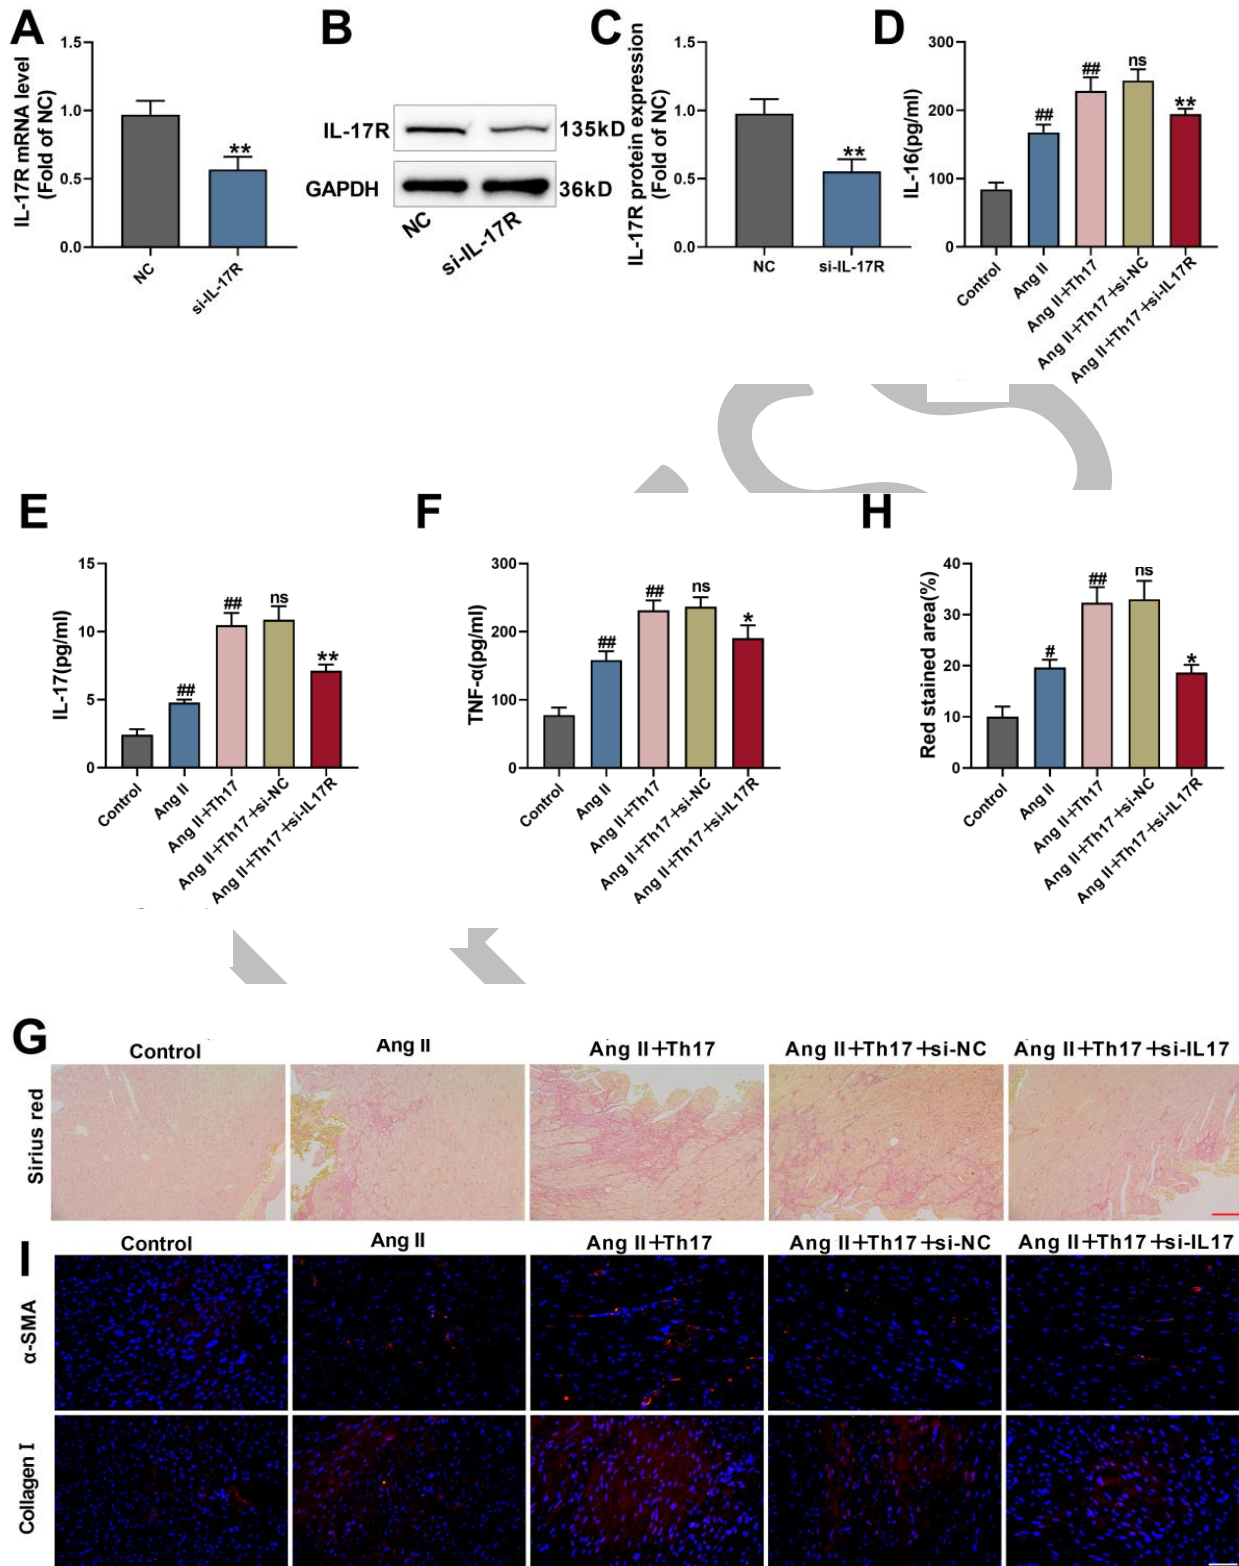 A
IL-17R mRNA level
(Fold of NC)
1.5
1.0
0.5
0.0
**
NC
si-IL-17R
B
IL-17R
135kD
GAPDH
36kD
NC
si-IL-17R
C
IL-17R protein expression
(Fold of NC)
1.5
1.0
0.5
0.0
**
NC
si-IL-17R
D
IL-16(pg/ml)
300
200
100
0
##
##
ns
**
Control
Ang II
Ang II+Th17
Ang II+Th17+si-NC
Ang II+Th17+si-IL17R
E
IL-17(pg/ml)
15
10
5
0
##
##
ns
**
Control
Ang II
Ang II+Th17
Ang II+Th17+si-NC
Ang II+Th17+si-IL17R
F
TNF-α(pg/ml)
300
200
100
0
##
##
ns
*
Control
Ang II
Ang II+Th17
Ang II+Th17+si-NC
Ang II+Th17+si-IL17R
H
Red stained area(%)
40
30
20
10
0
#
##
ns
*
Control
Ang II
Ang II+Th17
Ang II+Th17+si-NC
Ang II+Th17+si-IL17R
G
Control
Ang II
Ang II+Th17
Ang II+Th17+si-NC
Ang II+Th17+si-IL17
Sirius red
I
Control
Ang II
Ang II+Th17
Ang II+Th17+si-NC
Ang II+Th17+si-IL17
α-SMA
Collagen I